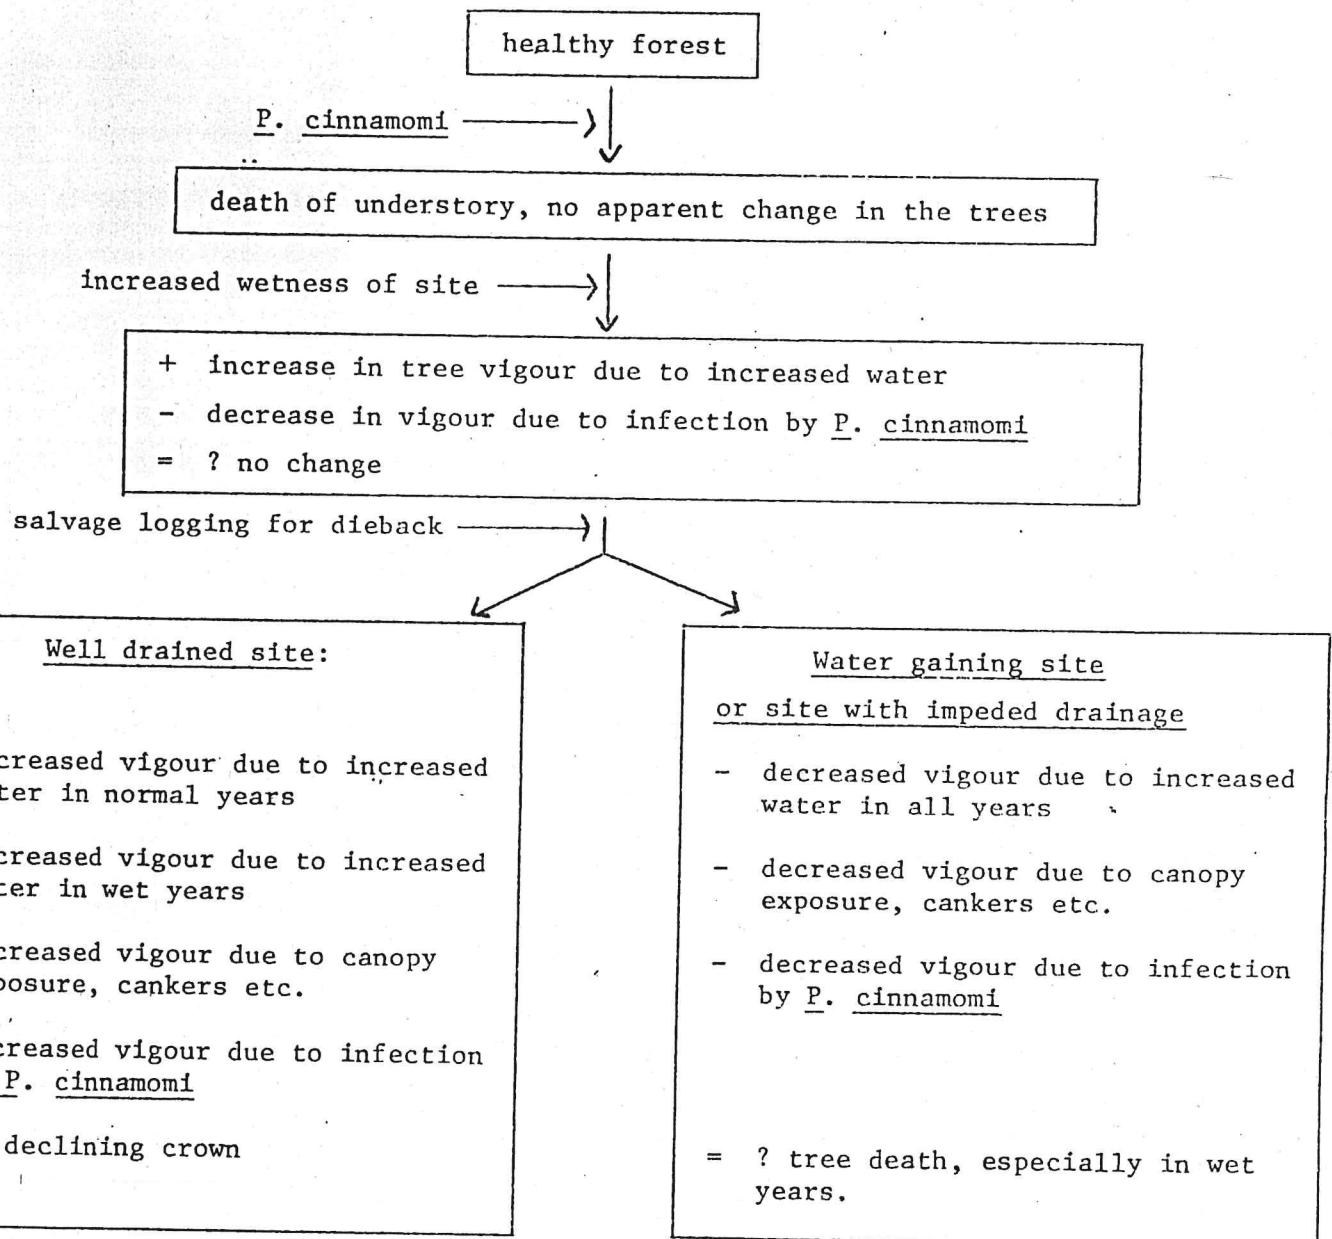 healthy forest
P. cinnamomi
death of understory, no apparent change in the trees
increased wetness of site
+ increase in tree vigour due to increased water
- decrease in vigour due to infection by P. cinnamomi
= ? no change
salvage logging for dieback
Well drained site:
vigour due to increased
in normal years
vigour due to increased
in wet years
vigour due to canopy
cankers etc.
vigour due to infection
P. cinnamomi
declining crown
Water gaining site
or site with impeded drainage
- decreased vigour due to increased
water in all years
- decreased vigour due to canopy
exposure, cankers etc.
- decreased vigour due to infection
by P. cinnamomi
= ? tree death, especially in wet
years.